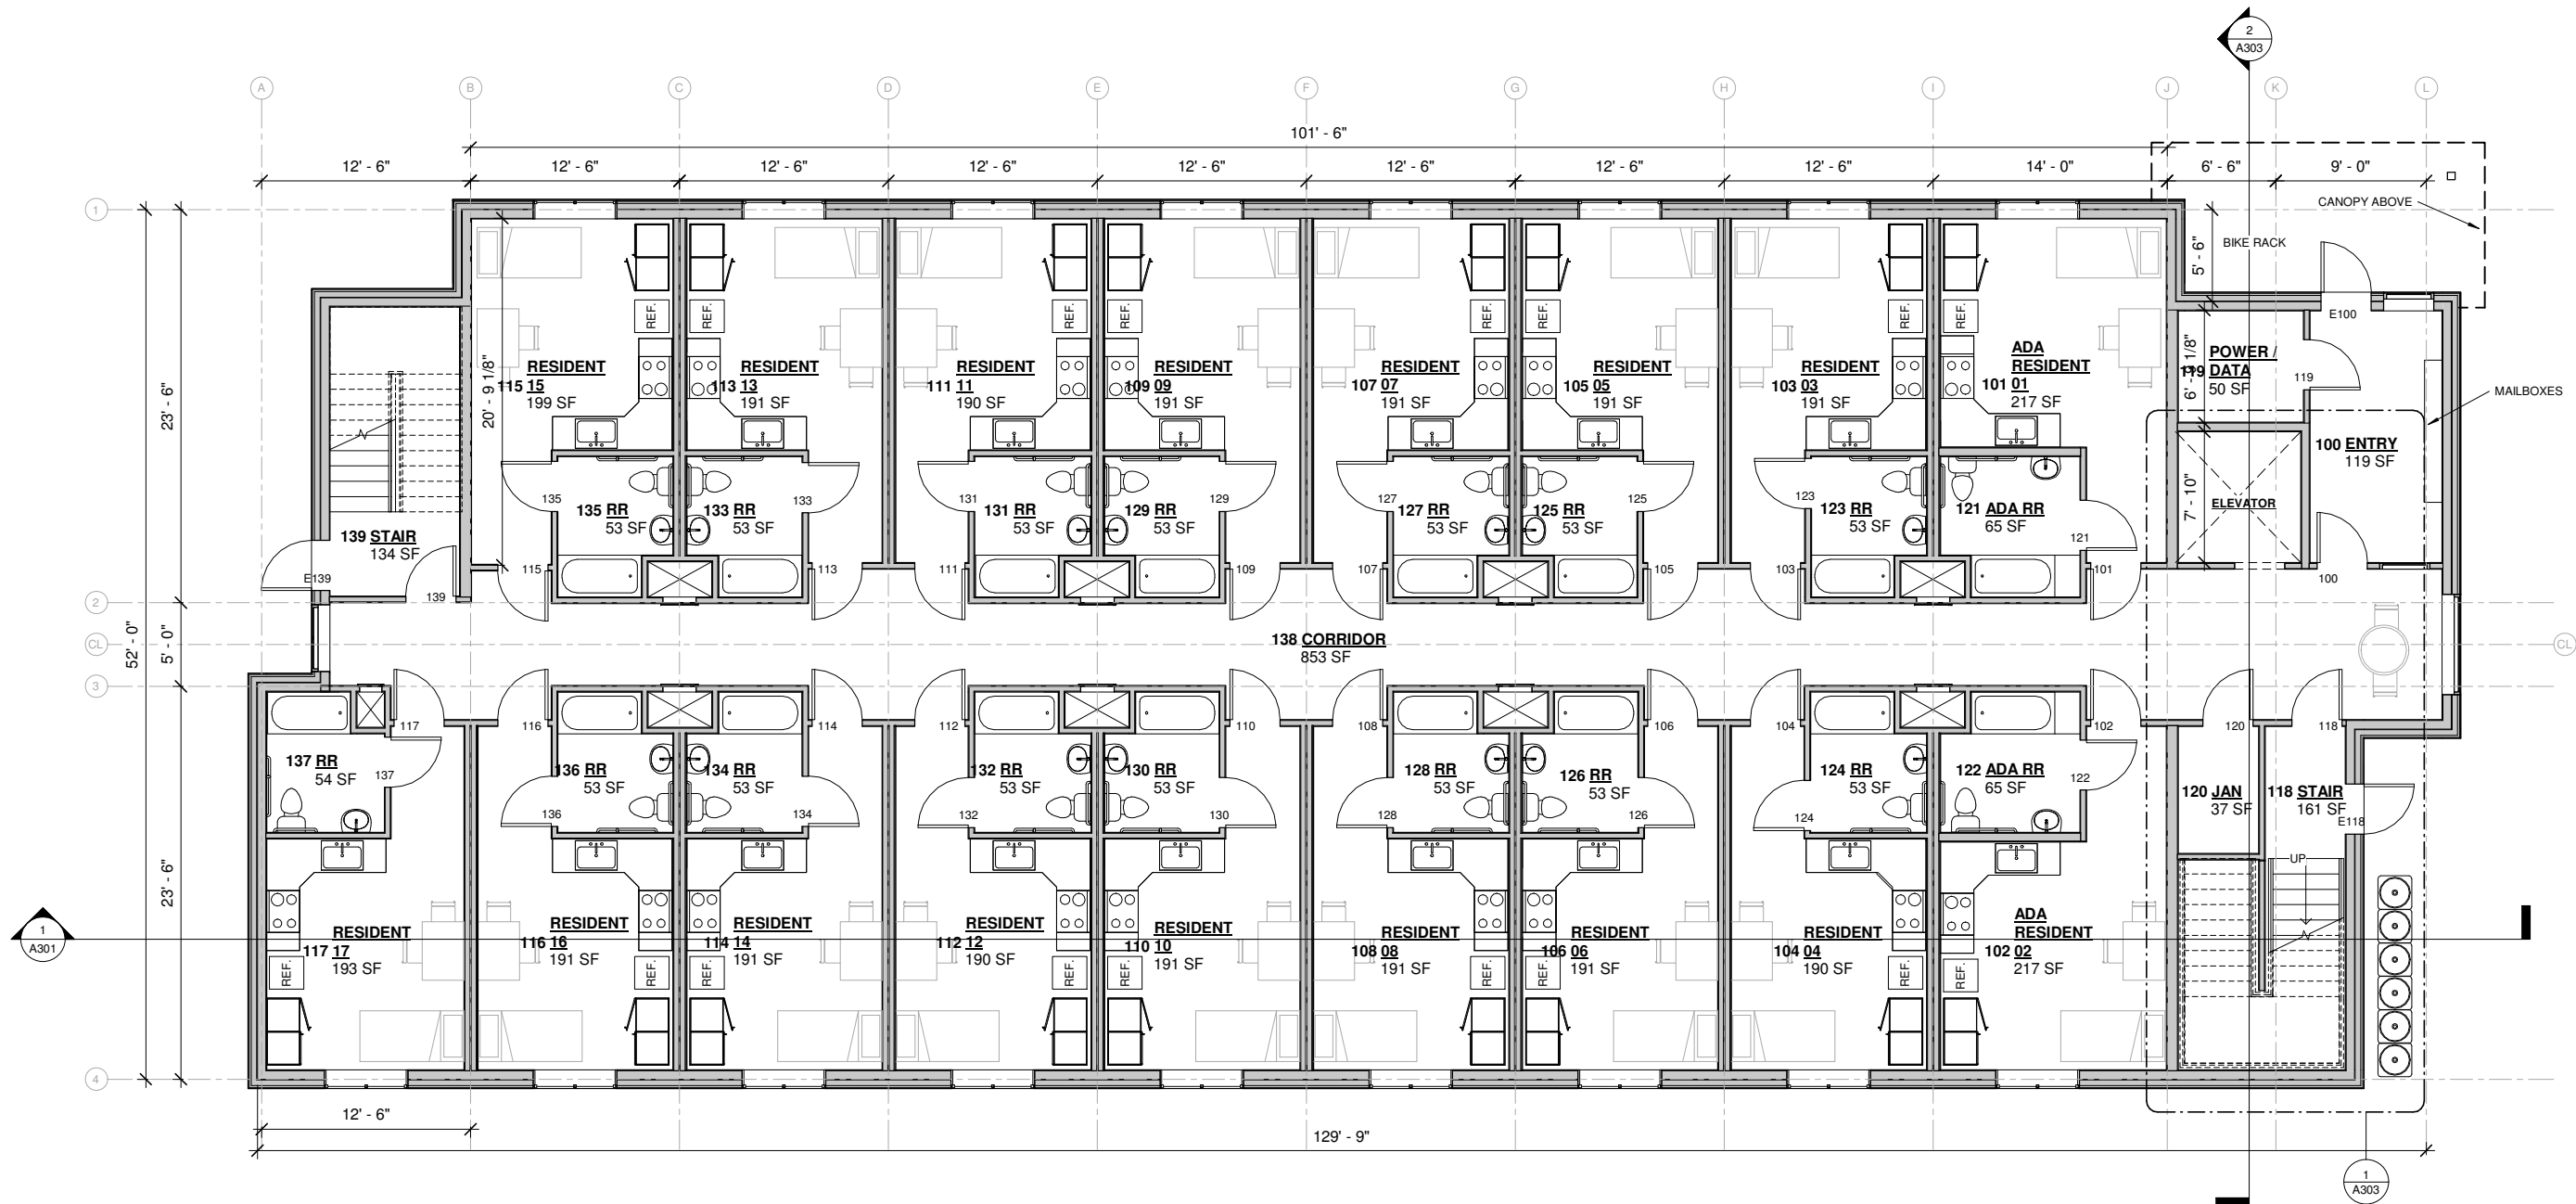 2
A303
A B C D E F G H I J K L
101' - 6"
12' - 6" 12' - 6" 12' - 6" 12' - 6" 12' - 6" 12' - 6" 12' - 6" 12' - 6" 14' - 0" 6' - 6" 9' - 0"
CANOPY ABOVE
1
5' - 6"
BIKE RACK
REF. REF. REF. REF. REF. REF. REF. REF.
E100
23' - 6"
20' - 9 1/8"
RESIDENT
115 15
199 SF
RESIDENT
113 13
191 SF
RESIDENT
111 11
190 SF
RESIDENT
109 09
191 SF
RESIDENT
107 07
191 SF
RESIDENT
105 05
191 SF
RESIDENT
103 03
191 SF
ADA
RESIDENT
101 01
217 SF
POWER /
119 DATA
50 SF
119
MAILBOXES
100 ENTRY
119 SF
7' - 10"
ELEVATOR
135 133 131 129 127 125 123
135 RR
53 SF
133 RR
53 SF
131 RR
53 SF
129 RR
53 SF
127 RR
53 SF
125 RR
53 SF
123 RR
53 SF
121 ADA RR
65 SF
121
139 STAIR
134 SF
E139
139
115 113 111 109 107 105 103 101 100
2
CL
52' - 0"
5' - 0"
138 CORRIDOR
853 SF
CL
3
117 116 114 112 110 108 106 104 102 120 118
137 RR
54 SF
137
136 RR
53 SF
134 RR
53 SF
132 RR
53 SF
130 RR
53 SF
128 RR
53 SF
126 RR
53 SF
124 RR
53 SF
122 ADA RR
65 SF
122
120 JAN
37 SF
118 STAIR
161 SF
E118
136 134 132 130 128 126 124
UP
23' - 6"
RESIDENT
117 17
193 SF
RESIDENT
116 16
191 SF
RESIDENT
114 14
191 SF
RESIDENT
112 12
190 SF
RESIDENT
110 10
191 SF
RESIDENT
108 08
191 SF
RESIDENT
106 06
191 SF
RESIDENT
104 04
190 SF
ADA
RESIDENT
102 02
217 SF
1
A301
REF. REF. REF. REF. REF. REF. REF. REF. REF.
4
12' - 6"
129' - 9"
1
A303